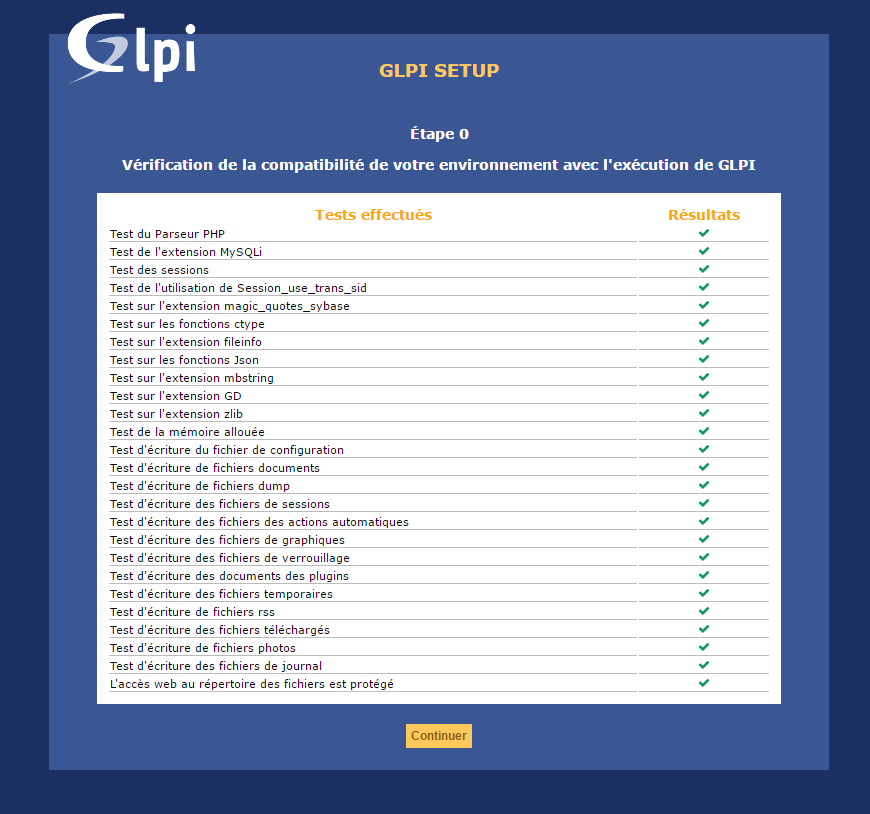 Glpi
GLPI SETUP
Étape 0
Vérification de la compatibilité de votre environnement avec l'exécution de GLPI
Tests effectués Résultats
Test du Parseur PHP
Test de l'extension MySQLi
Test des sessions
Test de l'utilisation de Session_use_trans_sid
Test sur l'extension magic_quotes_sybase
Test sur les fonctions ctype
Test sur l'extension fileinfo
Test sur les fonctions Json
Test sur l'extension mbstring
Test sur l'extension GD
Test sur l'extension zlib
Test de la mémoire allouée
Test d'écriture du fichier de configuration
Test d'écriture de fichiers documents
Test d'écriture de fichiers dump
Test d'écriture des fichiers de sessions
Test d'écriture des fichiers des actions automatiques
Test d'écriture des fichiers de graphiques
Test d'écriture des fichiers de verrouillage
Test d'écriture des documents des plugins
Test d'écriture des fichiers temporaires
Test d'écriture de fichiers rss
Test d'écriture des fichiers téléchargés
Test d'écriture de fichiers photos
Test d'écriture des fichiers de journal
L'accès web au répertoire des fichiers est protégé
Continuer